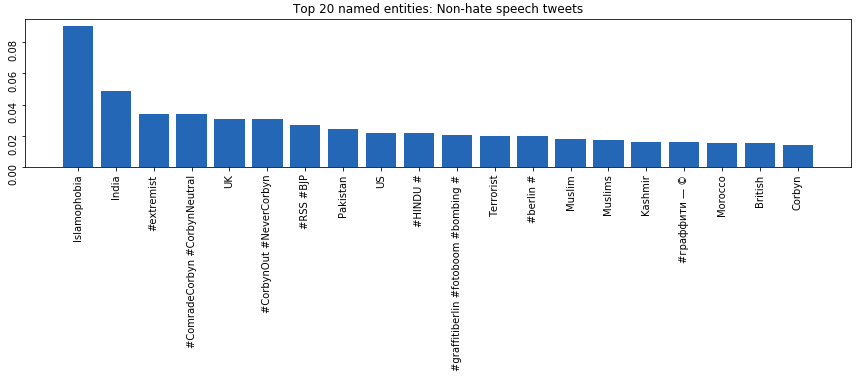 Top 20 named entities: Non-hate speech tweets
0.08
0.06
0.04
0.02
0.00
Islamophobia
India
#extremist
#ComradeCorbyn #CorbynNeutral
UK
#CorbynOut #NeverCorbyn
#RSS #BJP
Pakistan
US
#HINDU #
#graffitiberlin #fotoboom #bombing #
Terrorist
#berlin #
Muslim
Muslims
Kashmir
#граффити — ©
Morocco
British
Corbyn